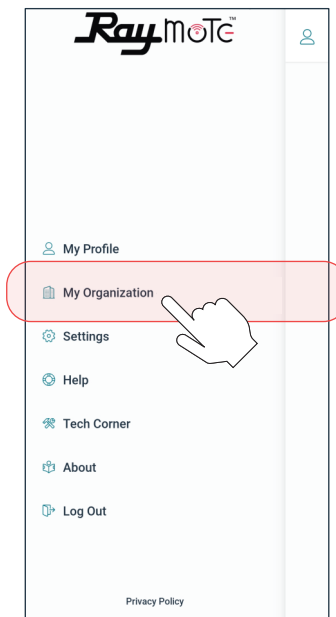 RayMoTe™
My Profile
My Organization
Settings
Help
Tech Corner
About
Log Out
Privacy Policy